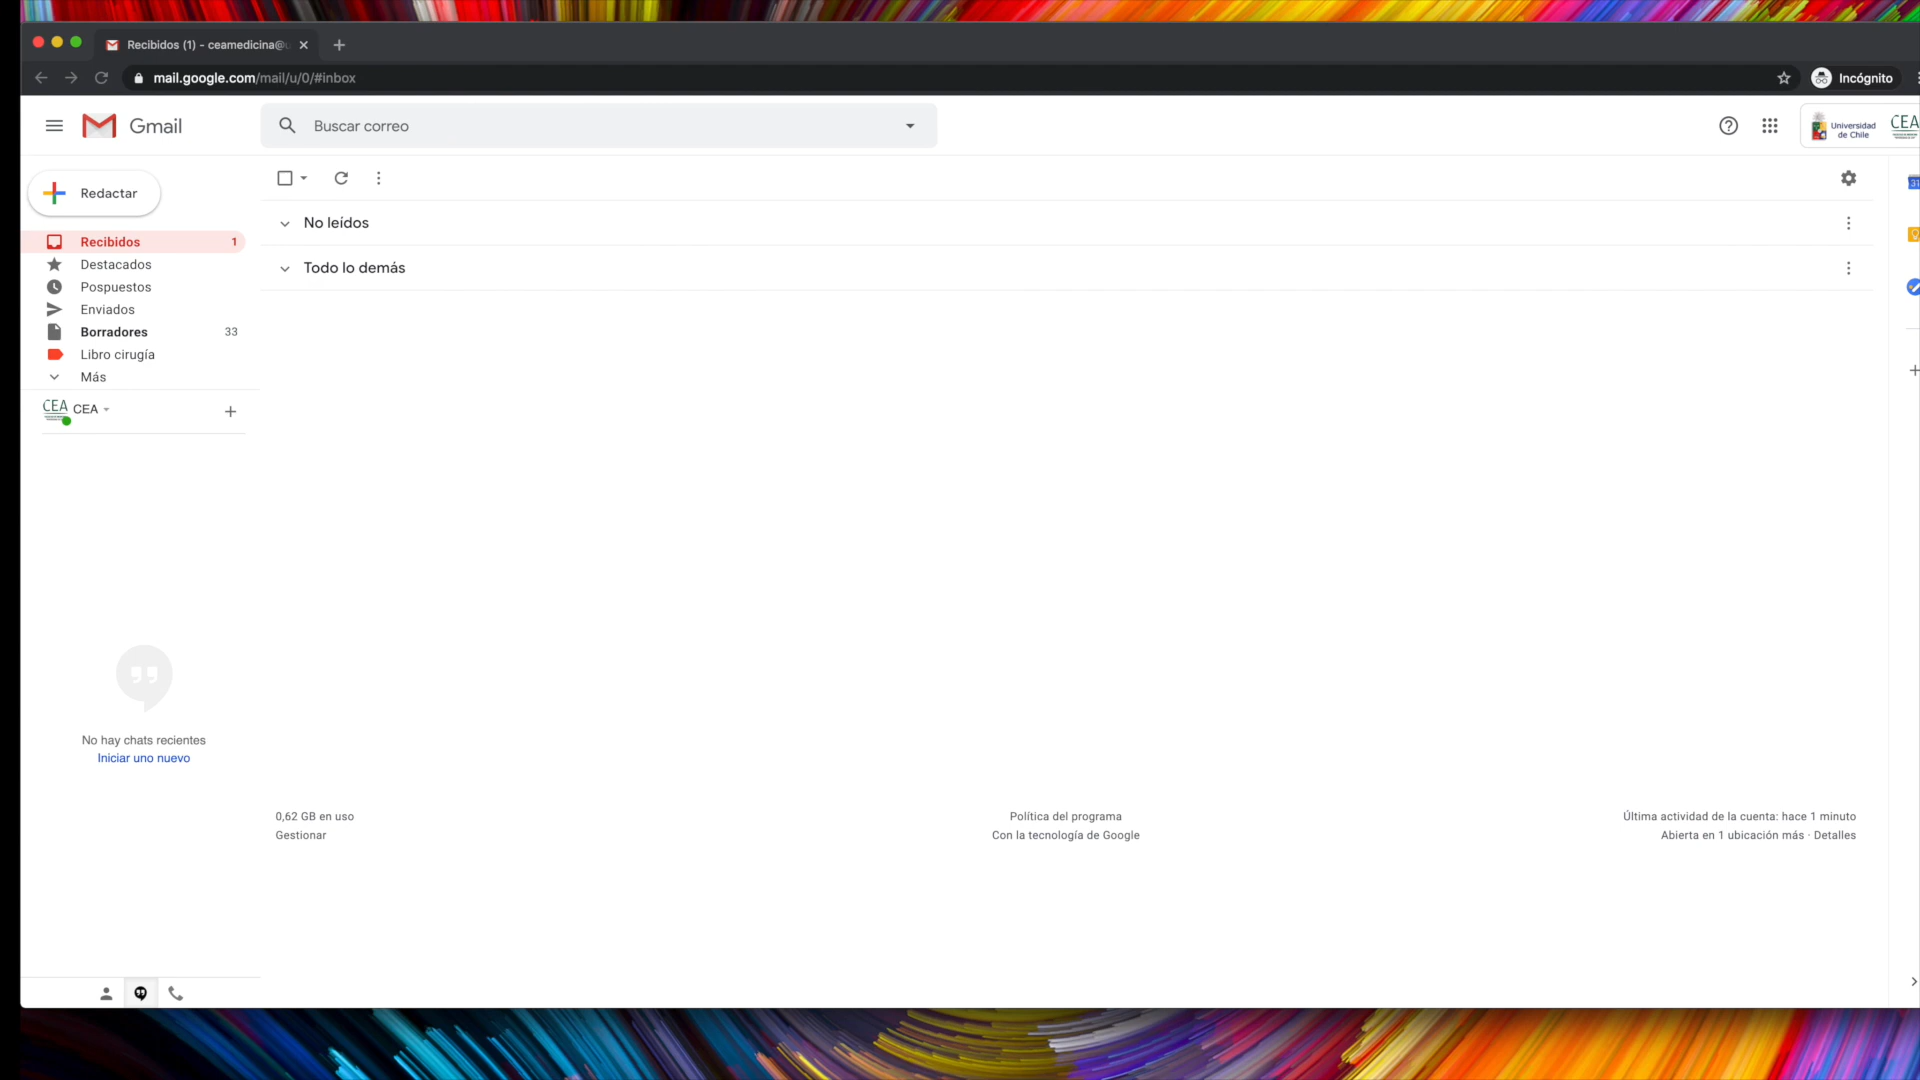 Recibidos (1) - ceamedicina@u
mail.google.com/mail/u/0/#inbox
Incógnito
Gmail
Buscar correo
Universidad
de Chile
CEA
Redactar
No leídos
Recibidos 1
Todo lo demás
Destacados
Pospuestos
Enviados
Borradores 33
Libro cirugía
Más
CEA CEA
No hay chats recientes
Iniciar uno nuevo
0,62 GB en uso
Gestionar
Política del programa
Con la tecnología de Google
Última actividad de la cuenta: hace 1 minuto
Abierta en 1 ubicación más · Detalles